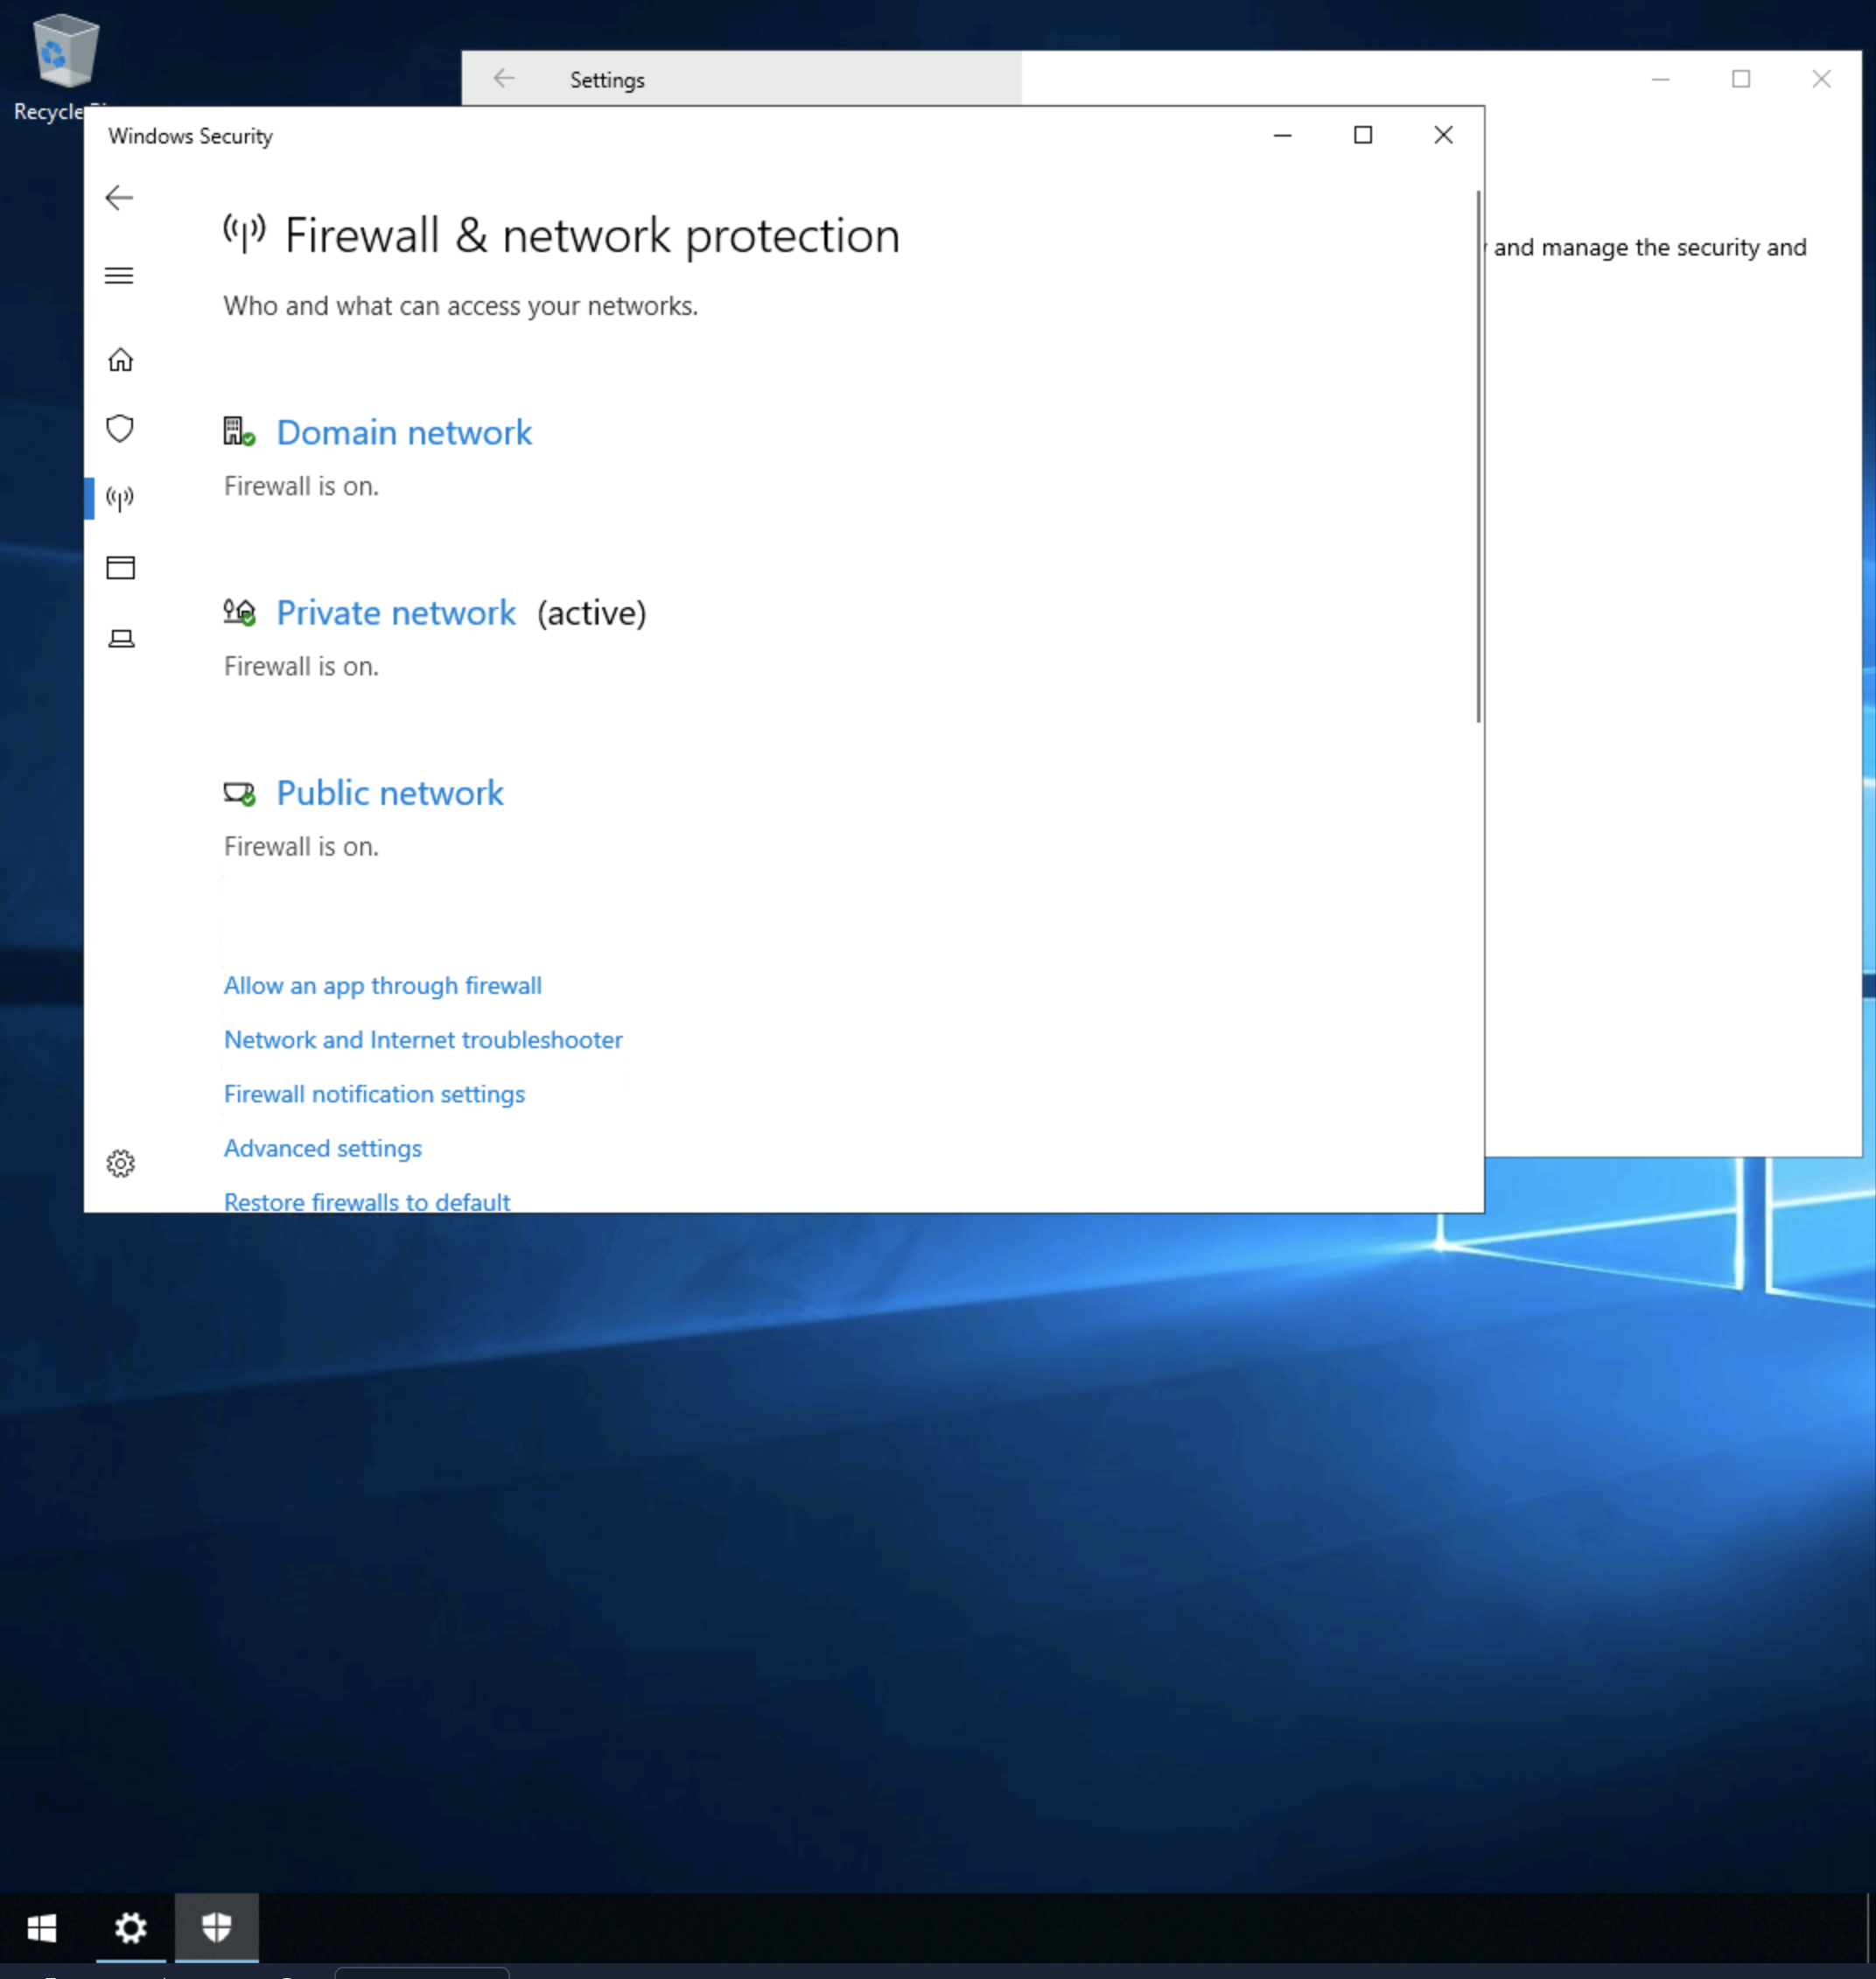 Settings
Recycle
Windows Security
Firewall & network protection
and manage the security and
Who and what can access your networks.
Domain network
Firewall is on.
Private network (active)
Firewall is on.
Public network
Firewall is on.
Allow an app through firewall
Network and Internet troubleshooter
Firewall notification settings
Advanced settings
Restore firewalls to default